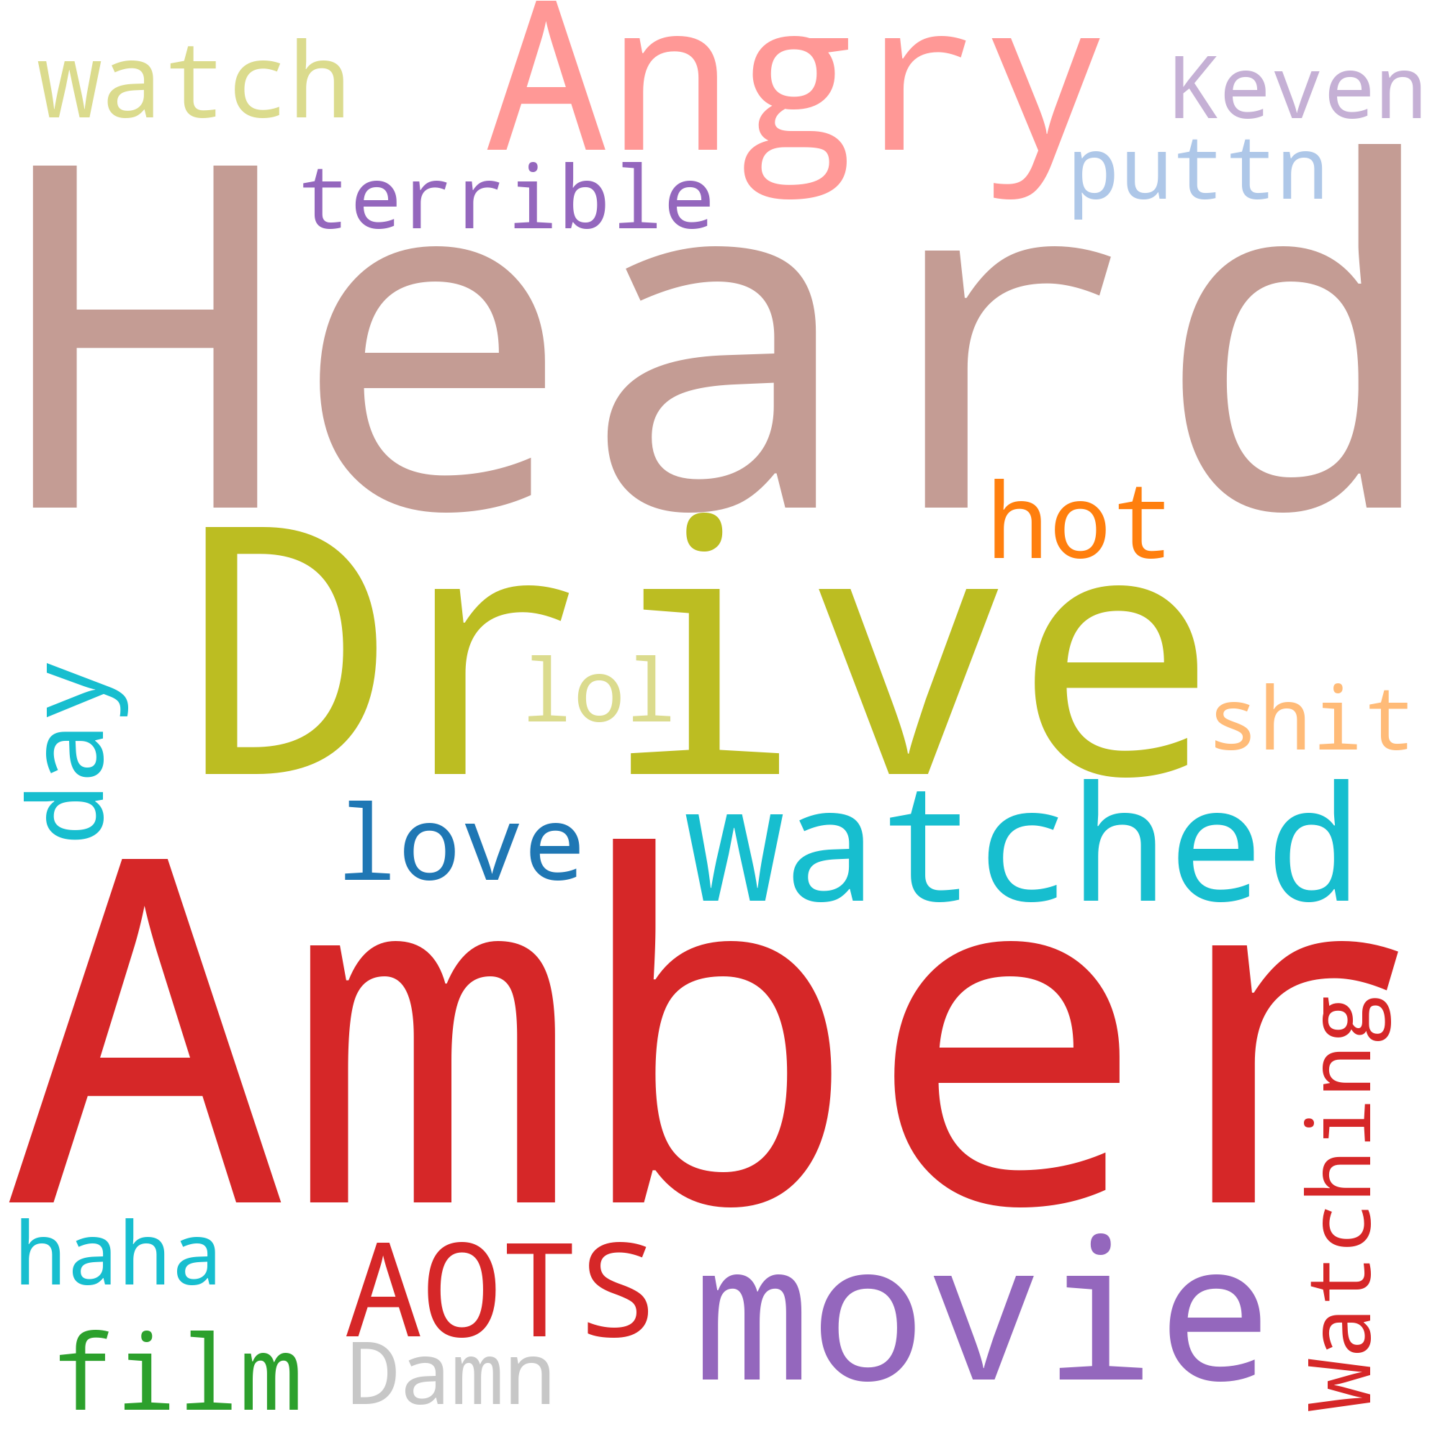 watch
Angry
Keven
terrible
puttn
Heard
hot
Drive
lol
day
shit
love
watched
Amber
Watching
haha
AOTS
movie
film
Damn